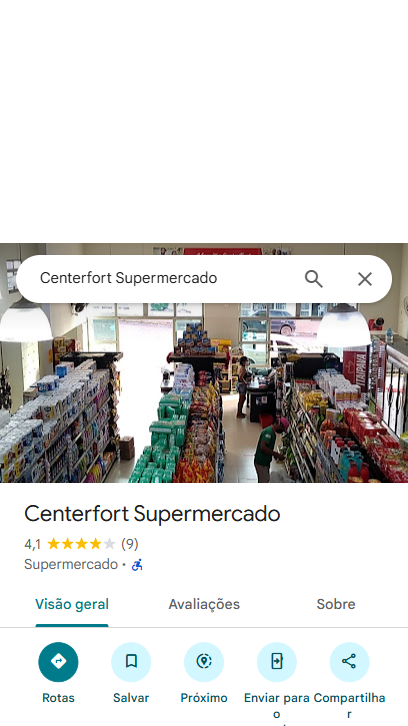 Centerfort Supermercado
Centerfort Supermercado
4,1 (9)
Supermercado ·
Visão geral
Avaliações
Sobre
Rotas
Salvar
Próximo
Enviar para o
Compartilhar